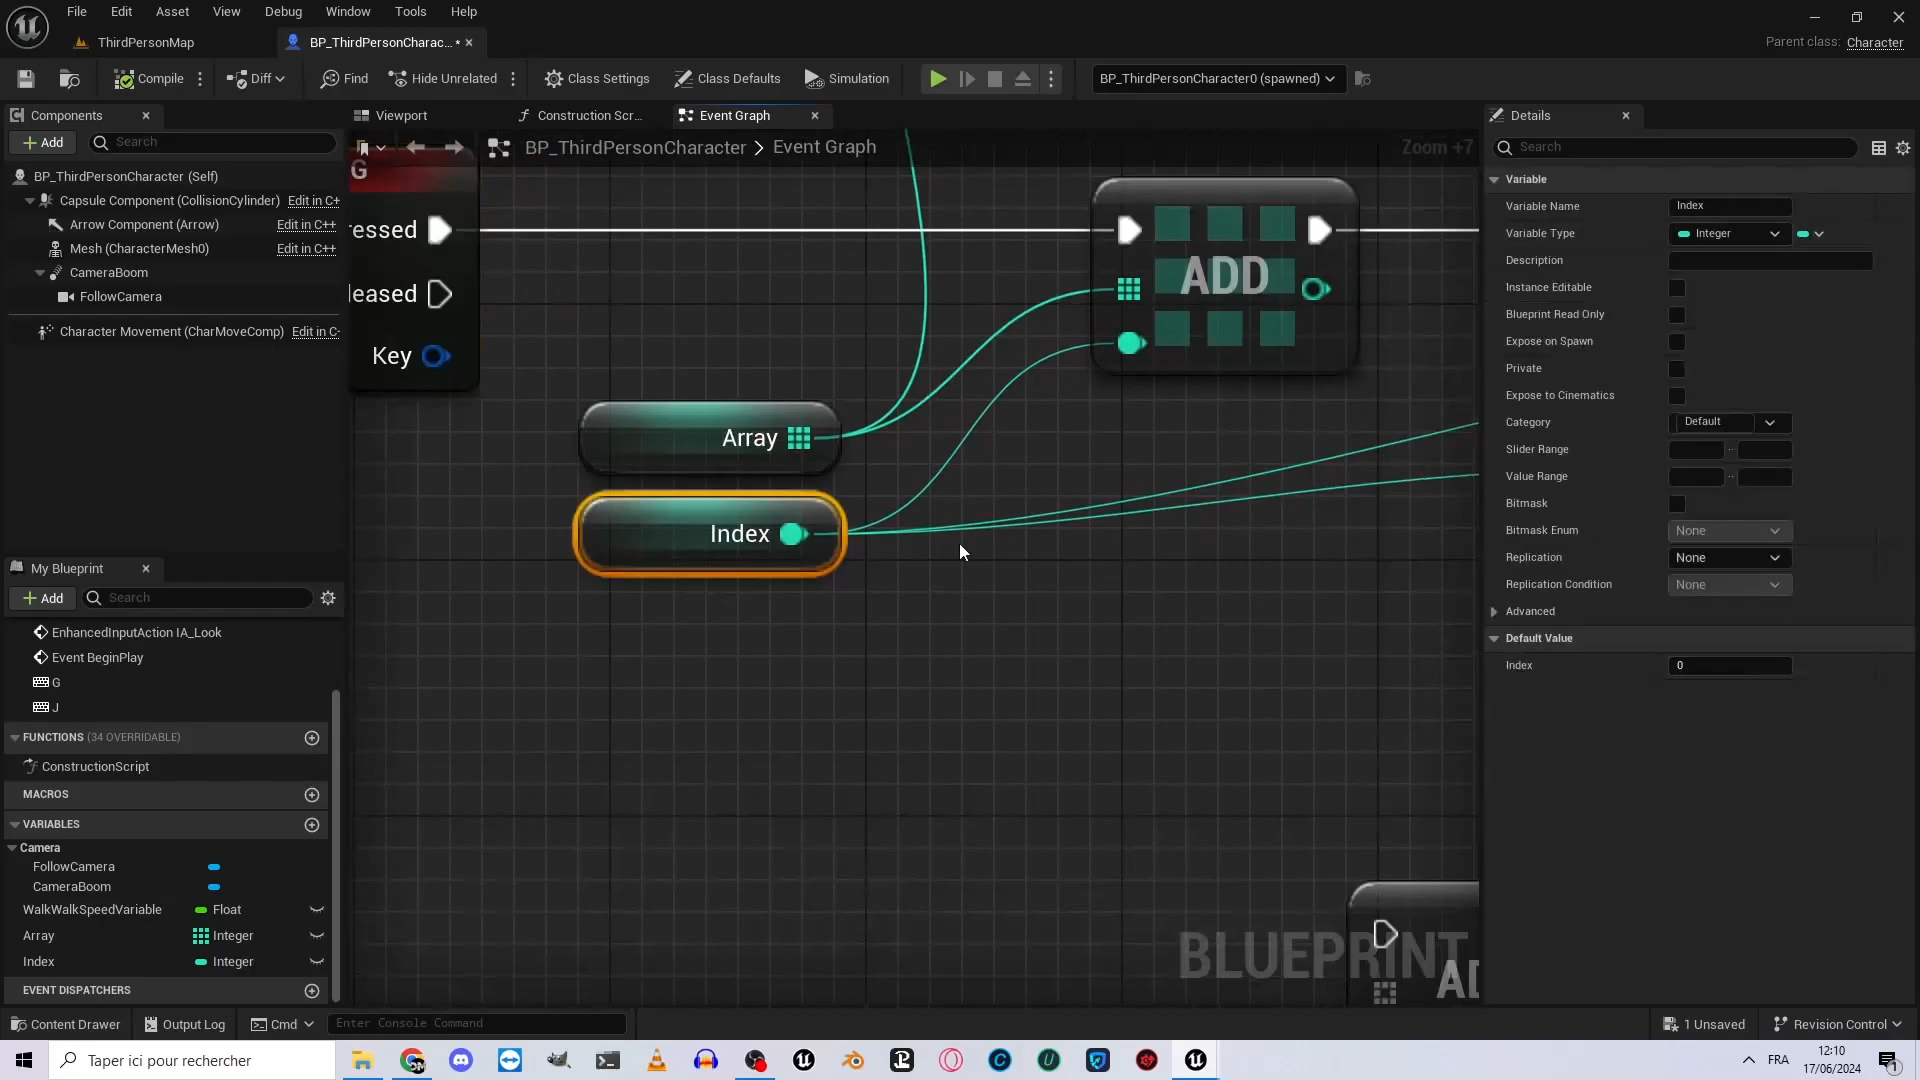 File Edit Asset View Debug Window Tools Help
ThirdPersonMap
BP_ThirdPersonCharac... •
Parent class: Character
Compile
Diff
Find
Hide Unrelated
Class Settings
Class Defaults
Simulation
BP_ThirdPersonCharacter0 (spawned)
Components
Add
Search
BP_ThirdPersonCharacter (Self)
Capsule Component (CollisionCylinder) Edit in C+
Arrow Component (Arrow) Edit in C++
Mesh (CharacterMesh0) Edit in C++
CameraBoom
FollowCamera
Character Movement (CharMoveComp) Edit in C-
My Blueprint
Add
Search
EnhancedInputAction IA_Look
Event BeginPlay
G
J
FUNCTIONS (34 OVERRIDABLE)
ConstructionScript
MACROS
VARIABLES
Camera
FollowCamera
CameraBoom
WalkWalkSpeedVariable Float
Array Integer
Index Integer
EVENT DISPATCHERS
Viewport
Construction Scr...
Event Graph
BP_ThirdPersonCharacter > Event Graph
Zoom +7
G
ressed
leased
Key
ADD
Array
Index
BLUEPRINT
AD
Details
Search
Variable
Variable Name Index
Variable Type Integer
Description
Instance Editable
Blueprint Read Only
Expose on Spawn
Private
Expose to Cinematics
Category Default
Slider Range
Value Range
Bitmask
Bitmask Enum None
Replication None
Replication Condition None
Advanced
Default Value
Index 0
Content Drawer
Output Log
Cmd
Enter Console Command
1 Unsaved
Revision Control
Taper ici pour rechercher
FRA
12:10
17/06/2024
1